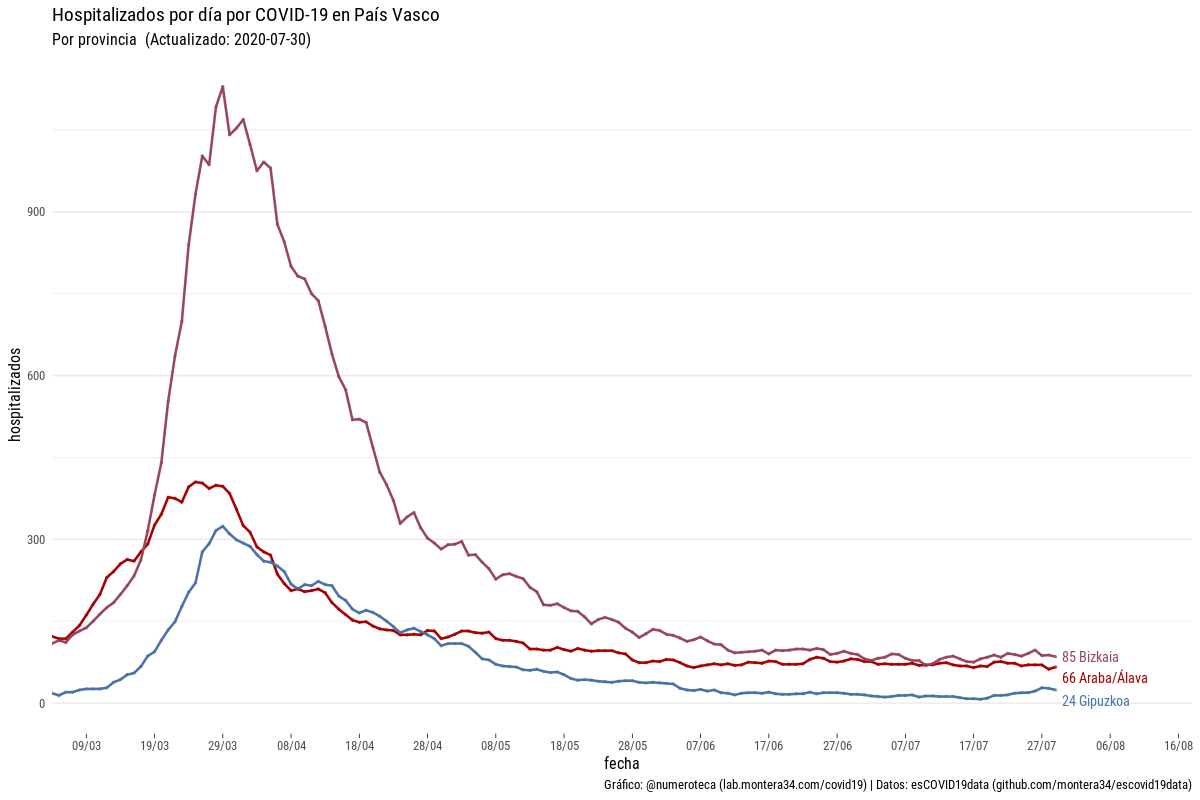 Hospitalizados por día por COVID-19 en País Vasco
Por provincia (Actualizado: 2020-07-30)
hospitalizados
900
600
300
0
85 Bizkaia
66 Araba/Álava
24 Gipuzkoa
09/03 19/03 29/03 08/04 18/04 28/04 08/05 18/05 28/05 07/06 17/06 27/06 07/07 17/07 27/07 06/08 16/08
fecha
Gráfico: @numeroteca (lab.montera34.com/covid19) | Datos: esCOVID19data (github.com/montera34/escovid19data)